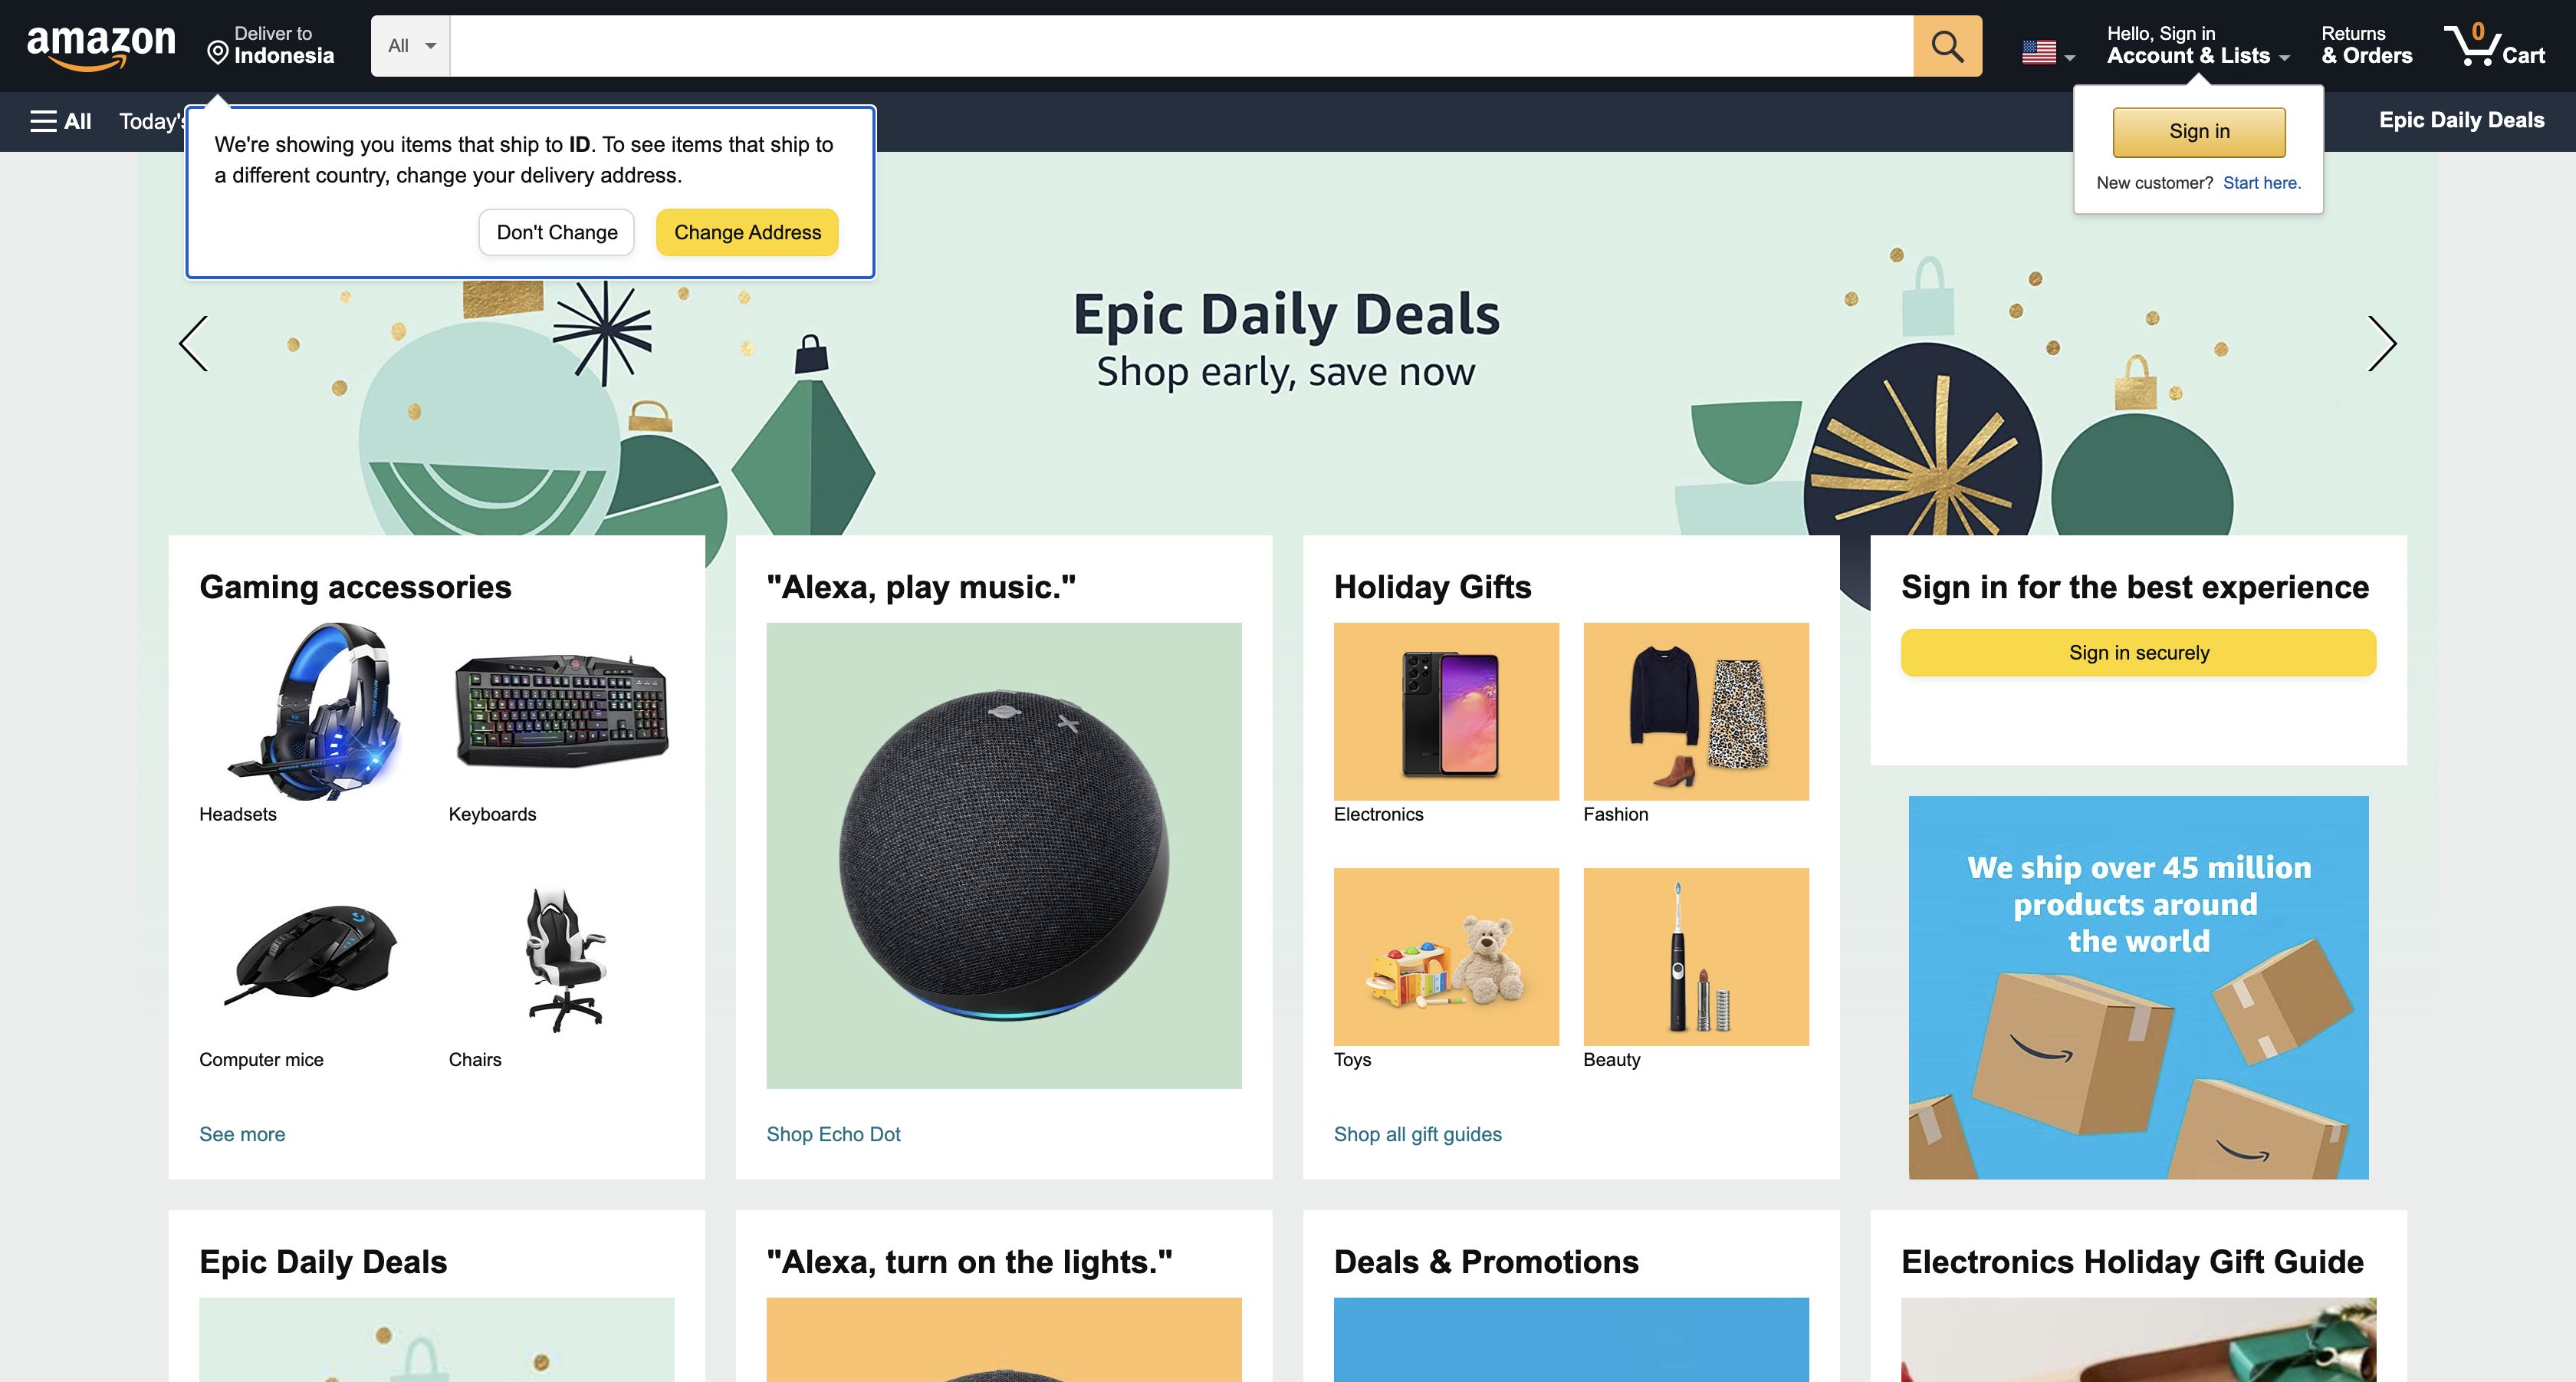 amazon
Deliver to
Indonesia
All
Hello, Sign in
Account & Lists
Returns
& Orders
0
Cart
All
Today's
Epic Daily Deals
We're showing you items that ship to ID. To see items that ship to
a different country, change your delivery address.
Don't Change
Change Address
Sign in
New customer? Start here.
Epic Daily Deals
Shop early, save now
Gaming accessories
Headsets
Keyboards
Computer mice
Chairs
See more
"Alexa, play music."
Shop Echo Dot
Holiday Gifts
Electronics
Fashion
Toys
Beauty
Shop all gift guides
Sign in for the best experience
Sign in securely
We ship over 45 million
products around
the world
Epic Daily Deals
"Alexa, turn on the lights."
Deals & Promotions
Electronics Holiday Gift Guide